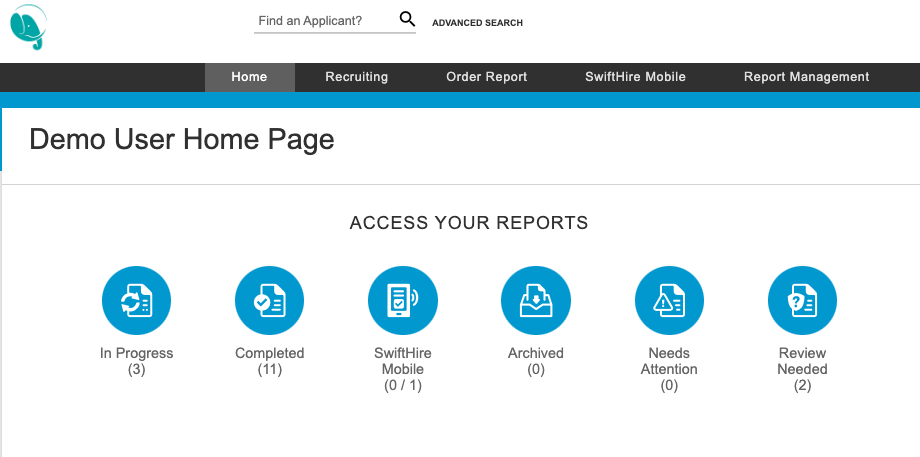 Find an Applicant?
ADVANCED SEARCH
Home
Recruiting
Order Report
SwiftHire Mobile
Report Management
Demo User Home Page
ACCESS YOUR REPORTS
In Progress
(3)
Completed
(11)
SwiftHire
Mobile
(0 / 1)
Archived
(0)
Needs
Attention
(0)
Review
Needed
(2)